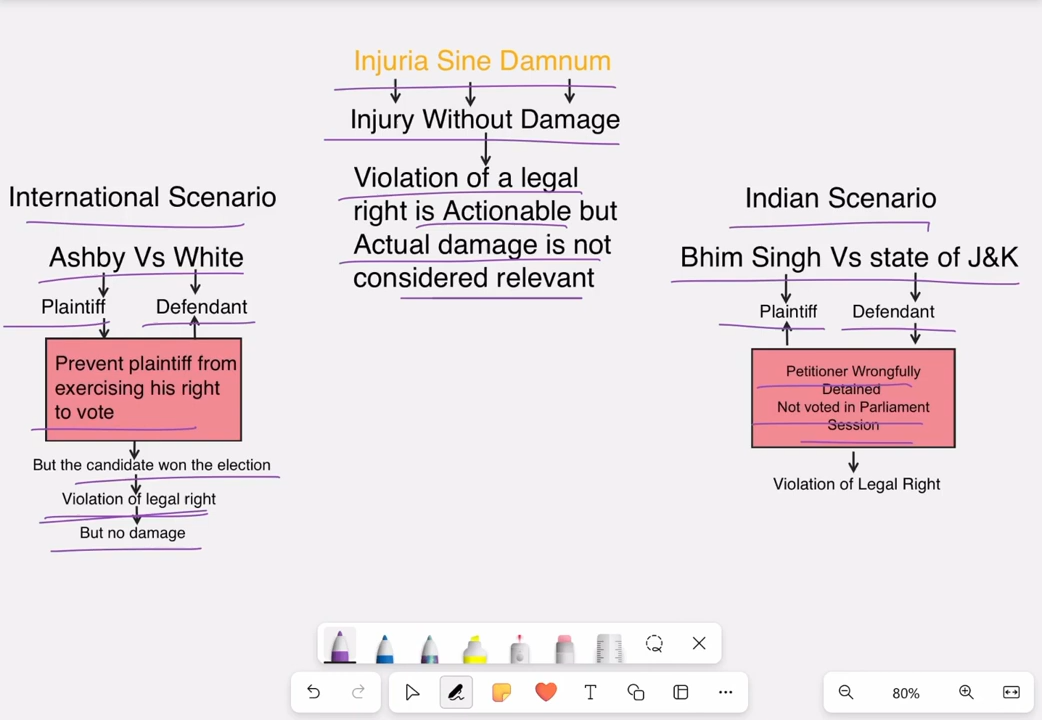 Injuria Sine Damnum
Injury Without Damage
Violation of a legal
right is Actionable but
Actual damage is not
considered relevant
International Scenario
Ashby Vs White
Plaintiff
Defendant
Prevent plaintiff from
exercising his right
to vote
But the candidate won the election
Violation of legal right
But no damage
Indian Scenario
Bhim Singh Vs state of J&K
Plaintiff
Defendant
Petitioner Wrongfully
Detained
Not voted in Parliament
Session
Violation of Legal Right
T
80%